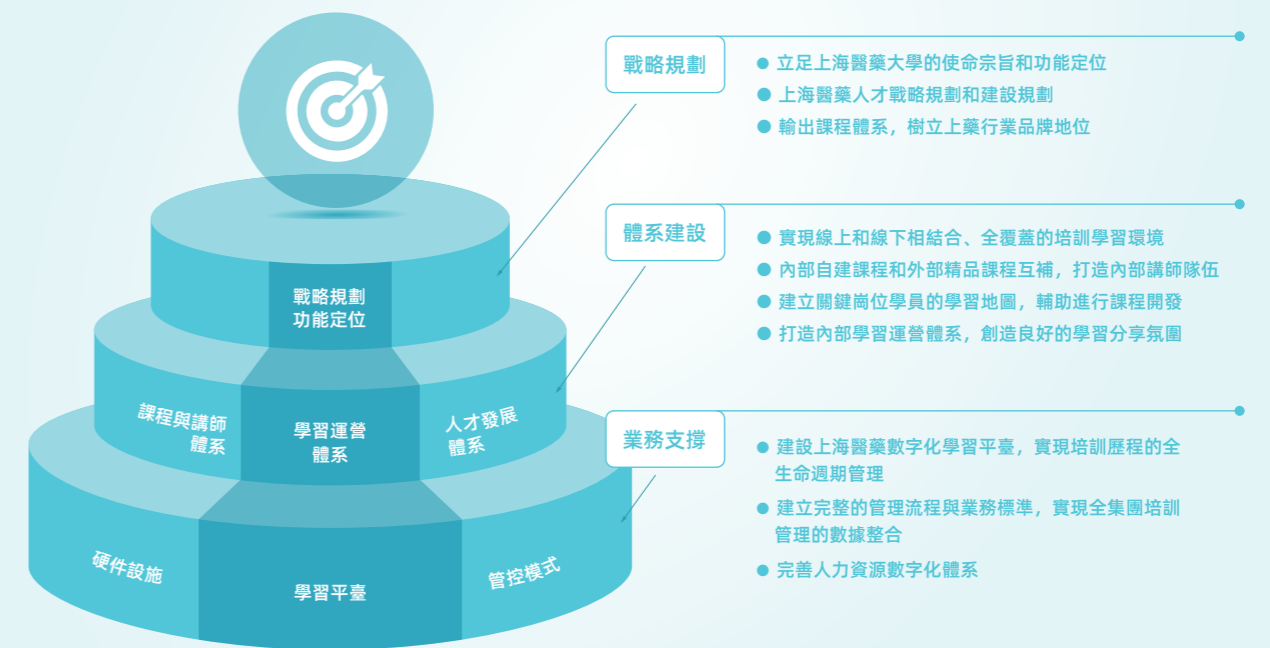 戰略規劃
● 立足上海醫藥大學的使命宗旨和功能定位
● 上海醫藥人才戰略規劃和建設規劃
● 輸出課程體系，樹立上藥行業品牌地位
體系建設
● 實現線上和線下相結合、全覆蓋的培訓學習環境
● 內部自建課程和外部精品課程互補，打造內部講師隊伍
● 建立關鍵崗位學員的學習地圖，輔助進行課程開發
● 打造內部學習運營體系，創造良好的學習分享氛圍
業務支撐
● 建設上海醫藥數字化學習平臺，實現培訓歷程的全
生命週期管理
● 建立完整的管理流程與業務標準，實現全集團培訓
管理的數據整合
● 完善人力資源數字化體系
戰略規劃
功能定位
課程與講師
體系
學習運營
體系
人才發展
體系
硬件設施
學習平臺
管控模式